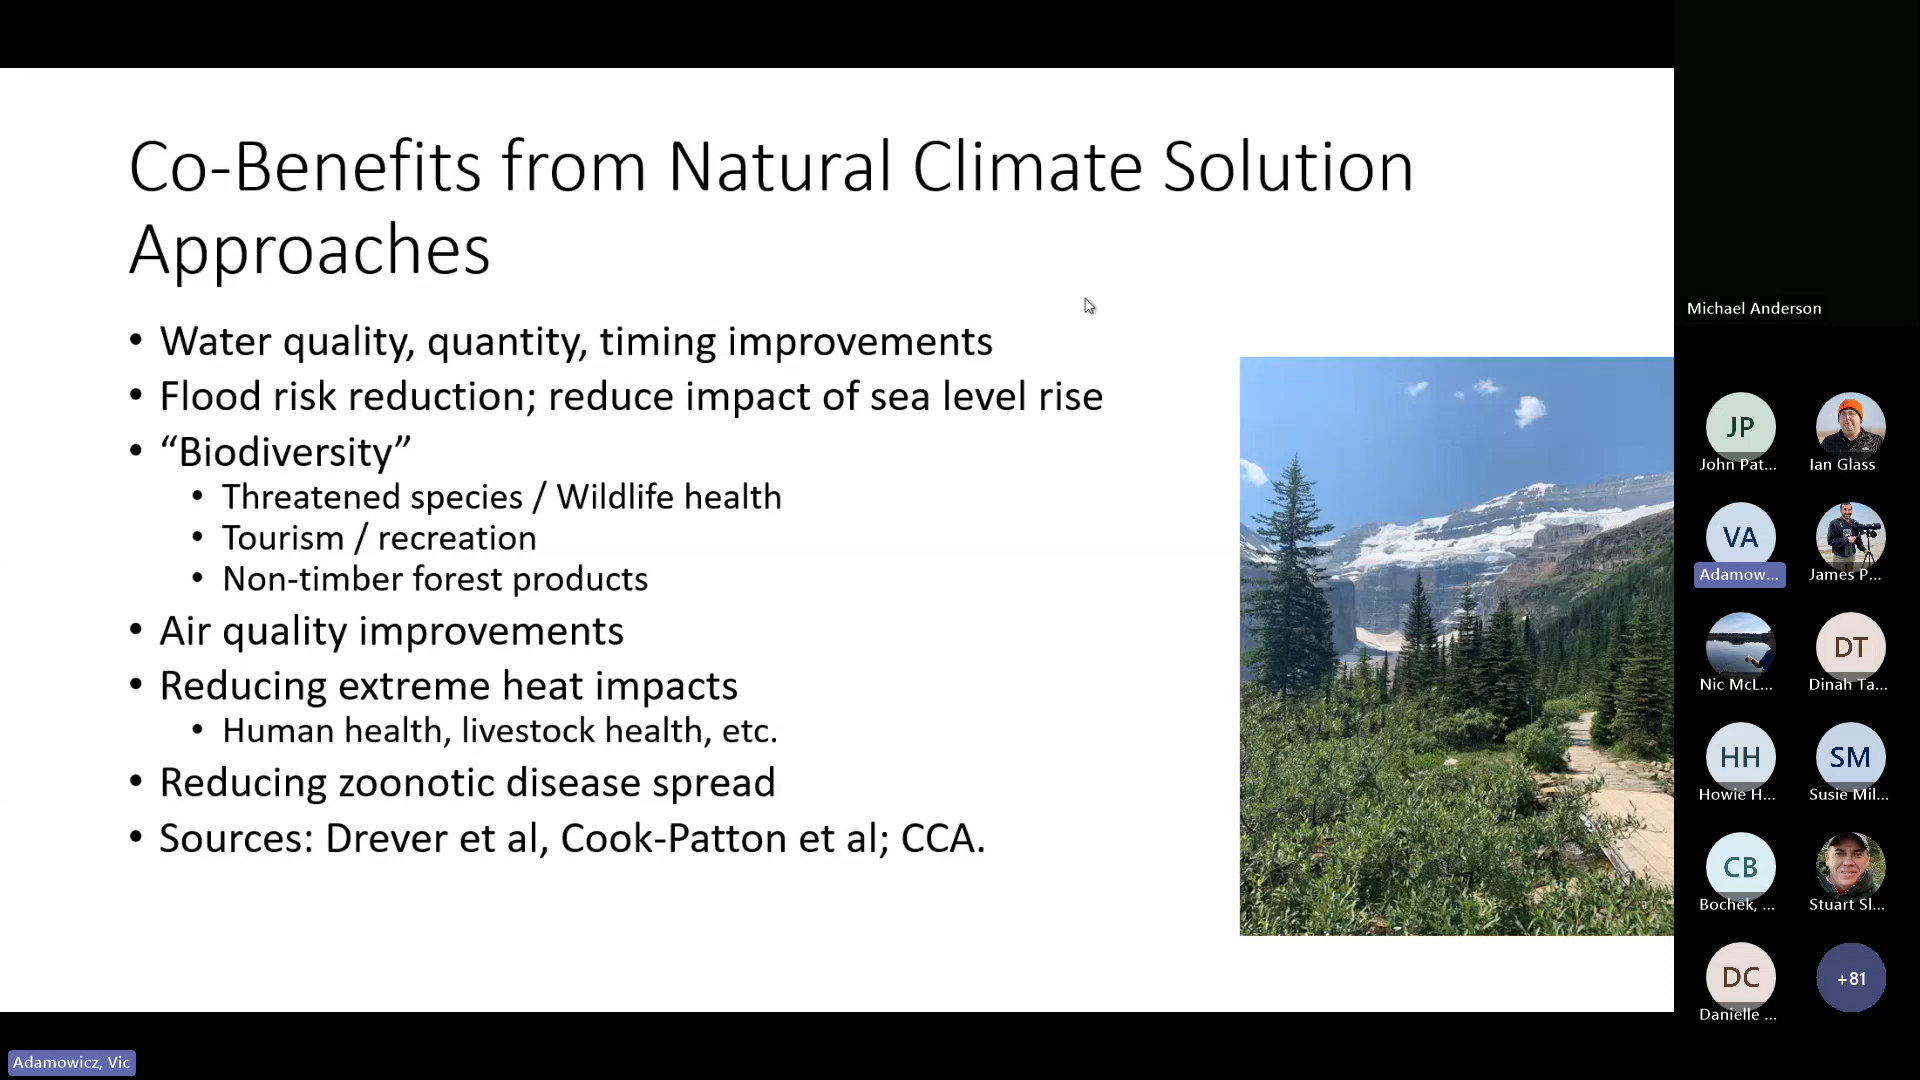 Co-Benefits from Natural Climate Solution
Approaches
• Water quality, quantity, timing improvements
• Flood risk reduction; reduce impact of sea level rise
• “Biodiversity”
• Threatened species / Wildlife health
• Tourism / recreation
• Non-timber forest products
• Air quality improvements
• Reducing extreme heat impacts
• Human health, livestock health, etc.
• Reducing zoonotic disease spread
• Sources: Drever et al, Cook-Patton et al; CCA.
Michael Anderson
JP
John Pat...
Ian Glass
VA
Adamow...
James P...
Nic McL...
DT
Dinah Ta...
HH
Howie H...
SM
Susie Mil...
CB
Bochek, ...
Stuart Sl...
DC
Danielle ...
+81
Adamowicz, Vic